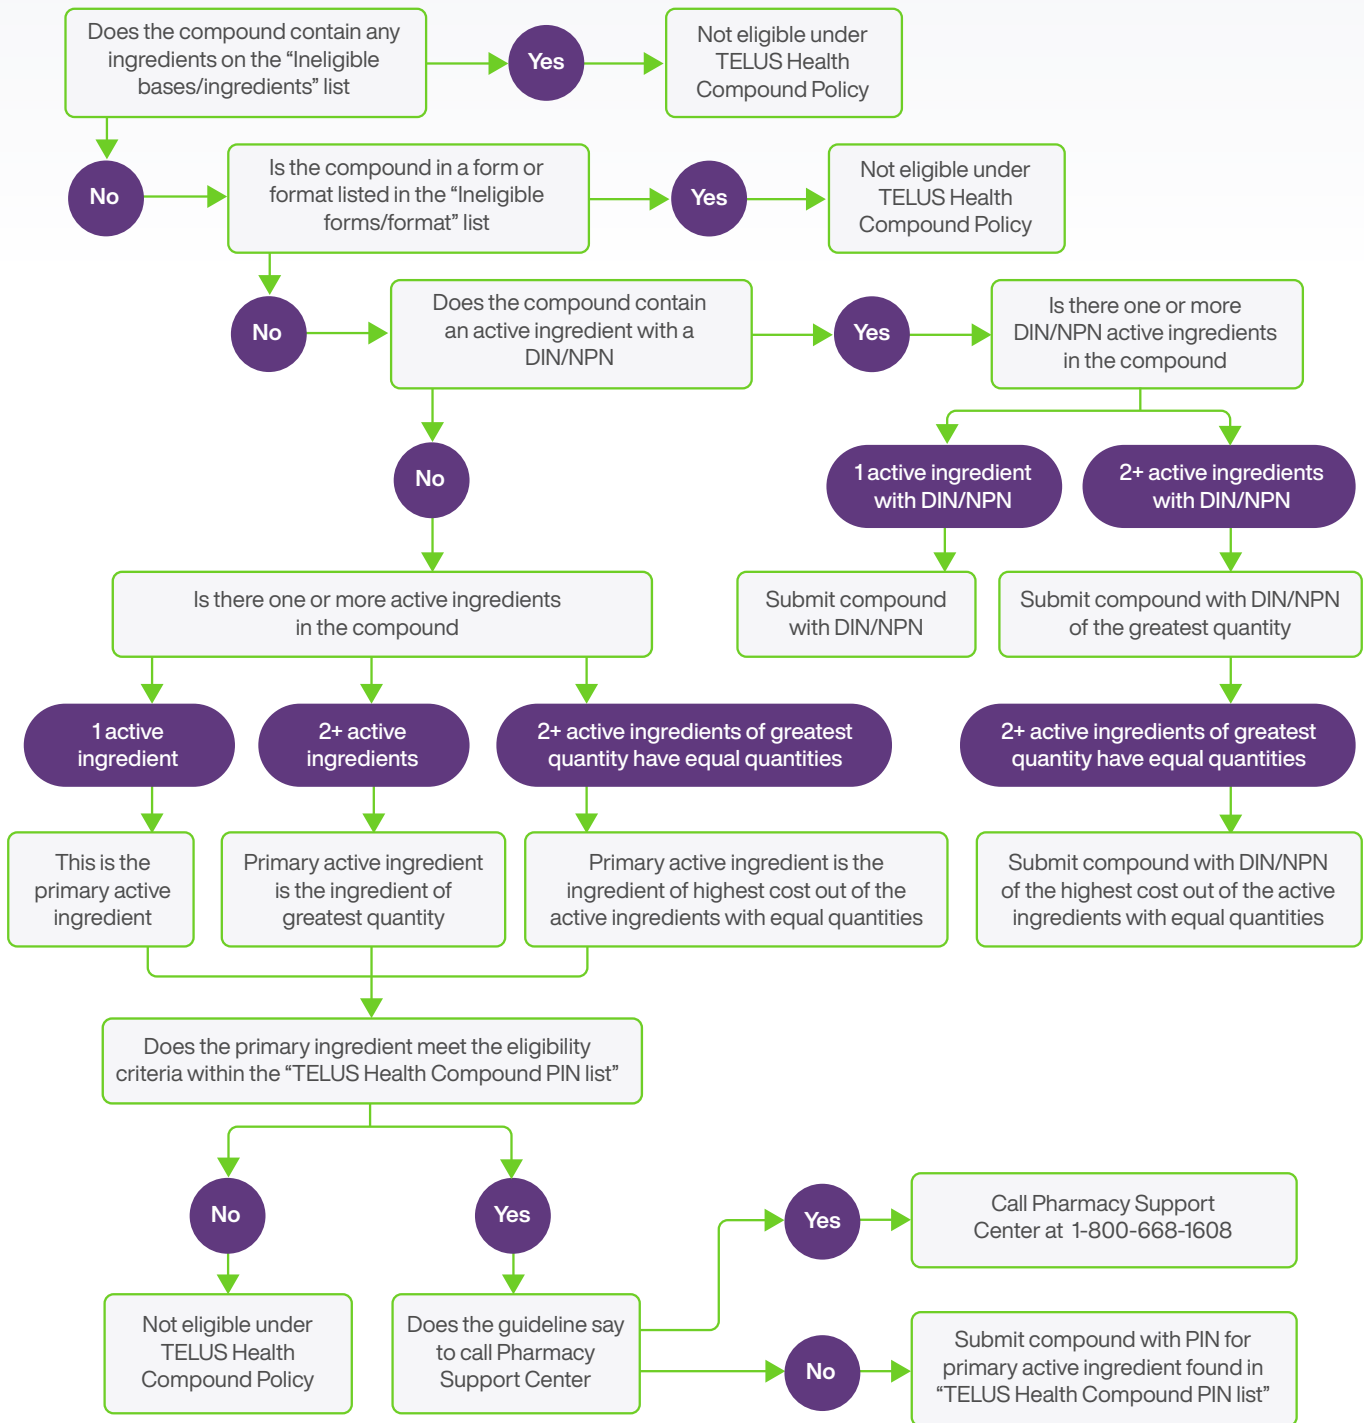 Does the compound contain any
ingredients on the “Ineligible
bases/ingredients” list
Yes
Not eligible under
TELUS Health
Compound Policy
No
Is the compound in a form or
format listed in the “Ineligible
forms/format” list
Yes
Not eligible under
TELUS Health
Compound Policy
No
Does the compound contain
an active ingredient with a
DIN/NPN
Yes
Is there one or more
DIN/NPN active ingredients
in the compound
No
1 active ingredient
with DIN/NPN
2+ active ingredients
with DIN/NPN
Is there one or more active ingredients
in the compound
Submit compound
with DIN/NPN
Submit compound with DIN/NPN
of the greatest quantity
1 active
ingredient
2+ active
ingredients
2+ active ingredients of greatest
quantity have equal quantities
2+ active ingredients of greatest
quantity have equal quantities
This is the
primary active
ingredient
Primary active ingredient
is the ingredient of
greatest quantity
Primary active ingredient is the
ingredient of highest cost out of the
active ingredients with equal quantities
Submit compound with DIN/NPN
of the highest cost out of the active
ingredients with equal quantities
Does the primary ingredient meet the eligibility
criteria within the “TELUS Health Compound PIN list”
No
Yes
Yes
Call Pharmacy Support
Center at 1-800-668-1608
Not eligible under
TELUS Health
Compound Policy
Does the guideline say
to call Pharmacy
Support Center
No
Submit compound with PIN for
primary active ingredient found in
“TELUS Health Compound PIN list”